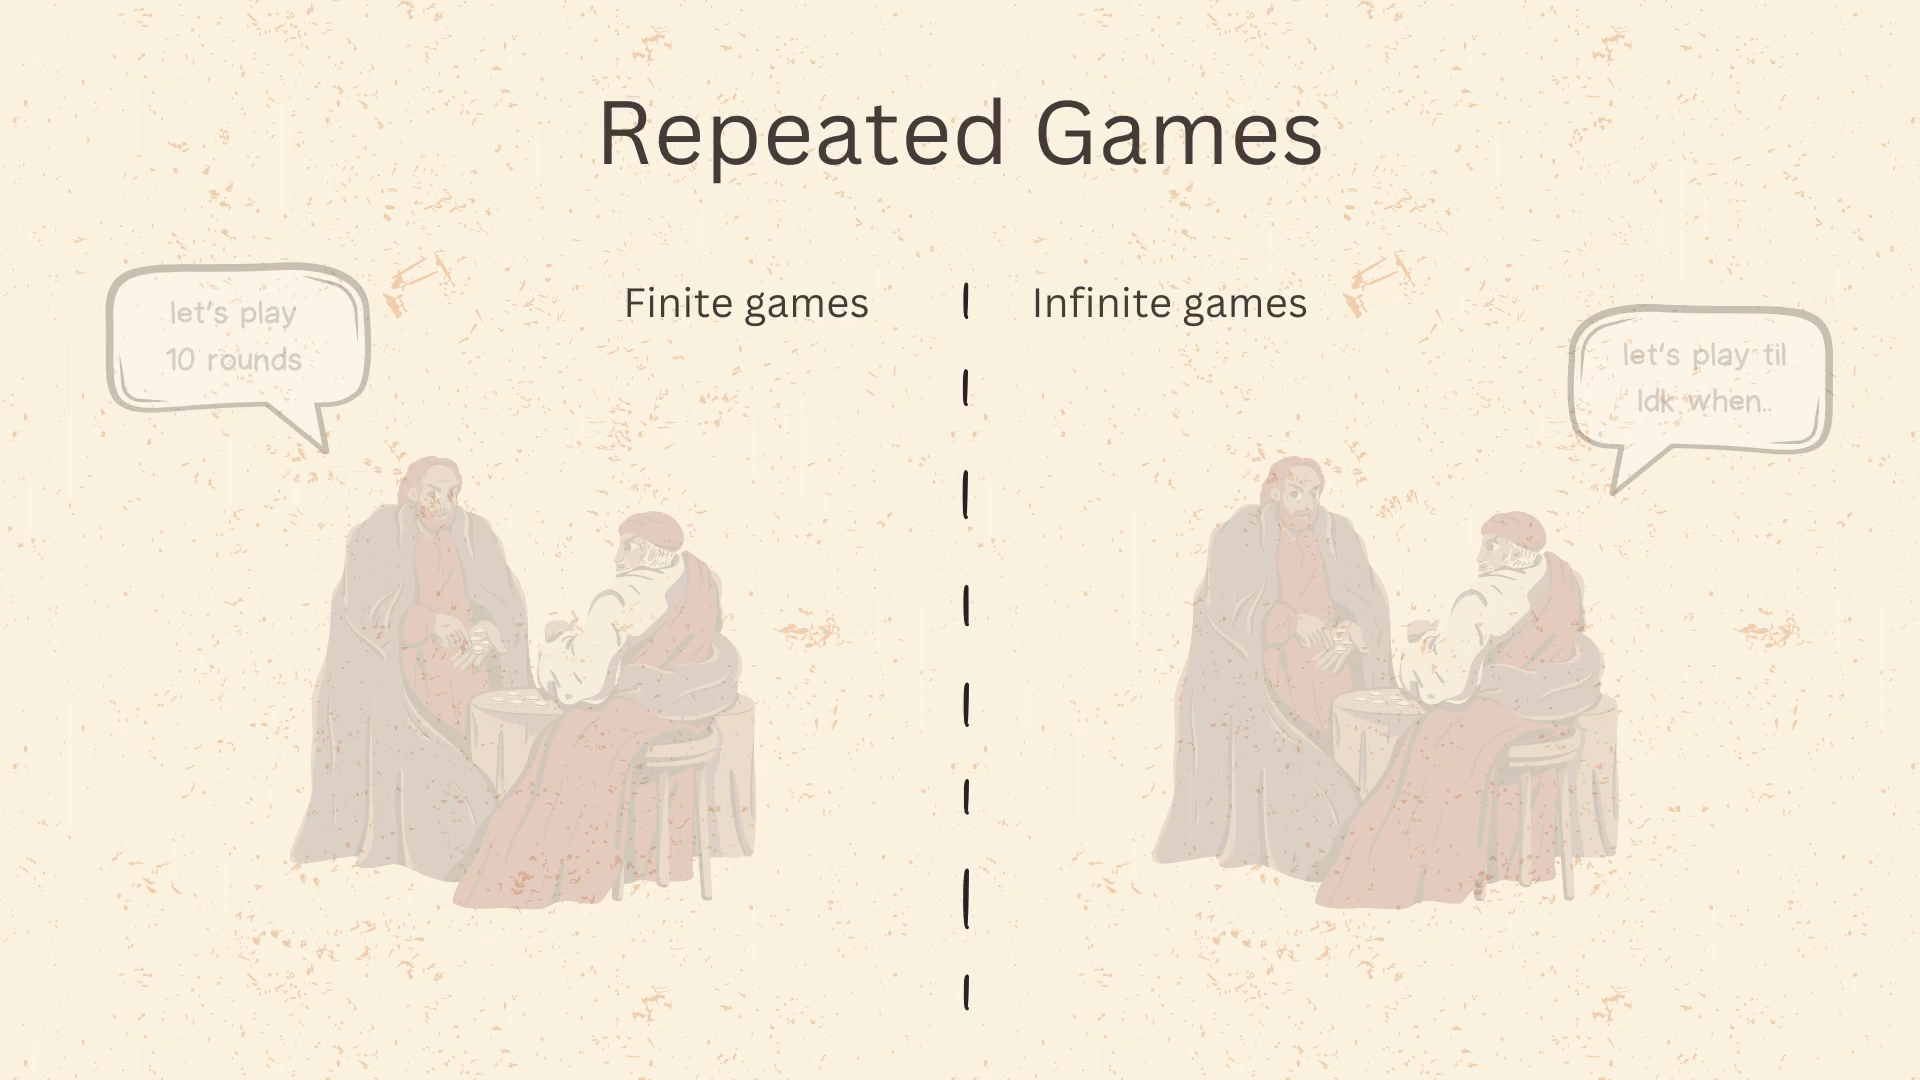 Repeated Games
Finite games
Infinite games
let's play
10 rounds
let's play til
Idk when..